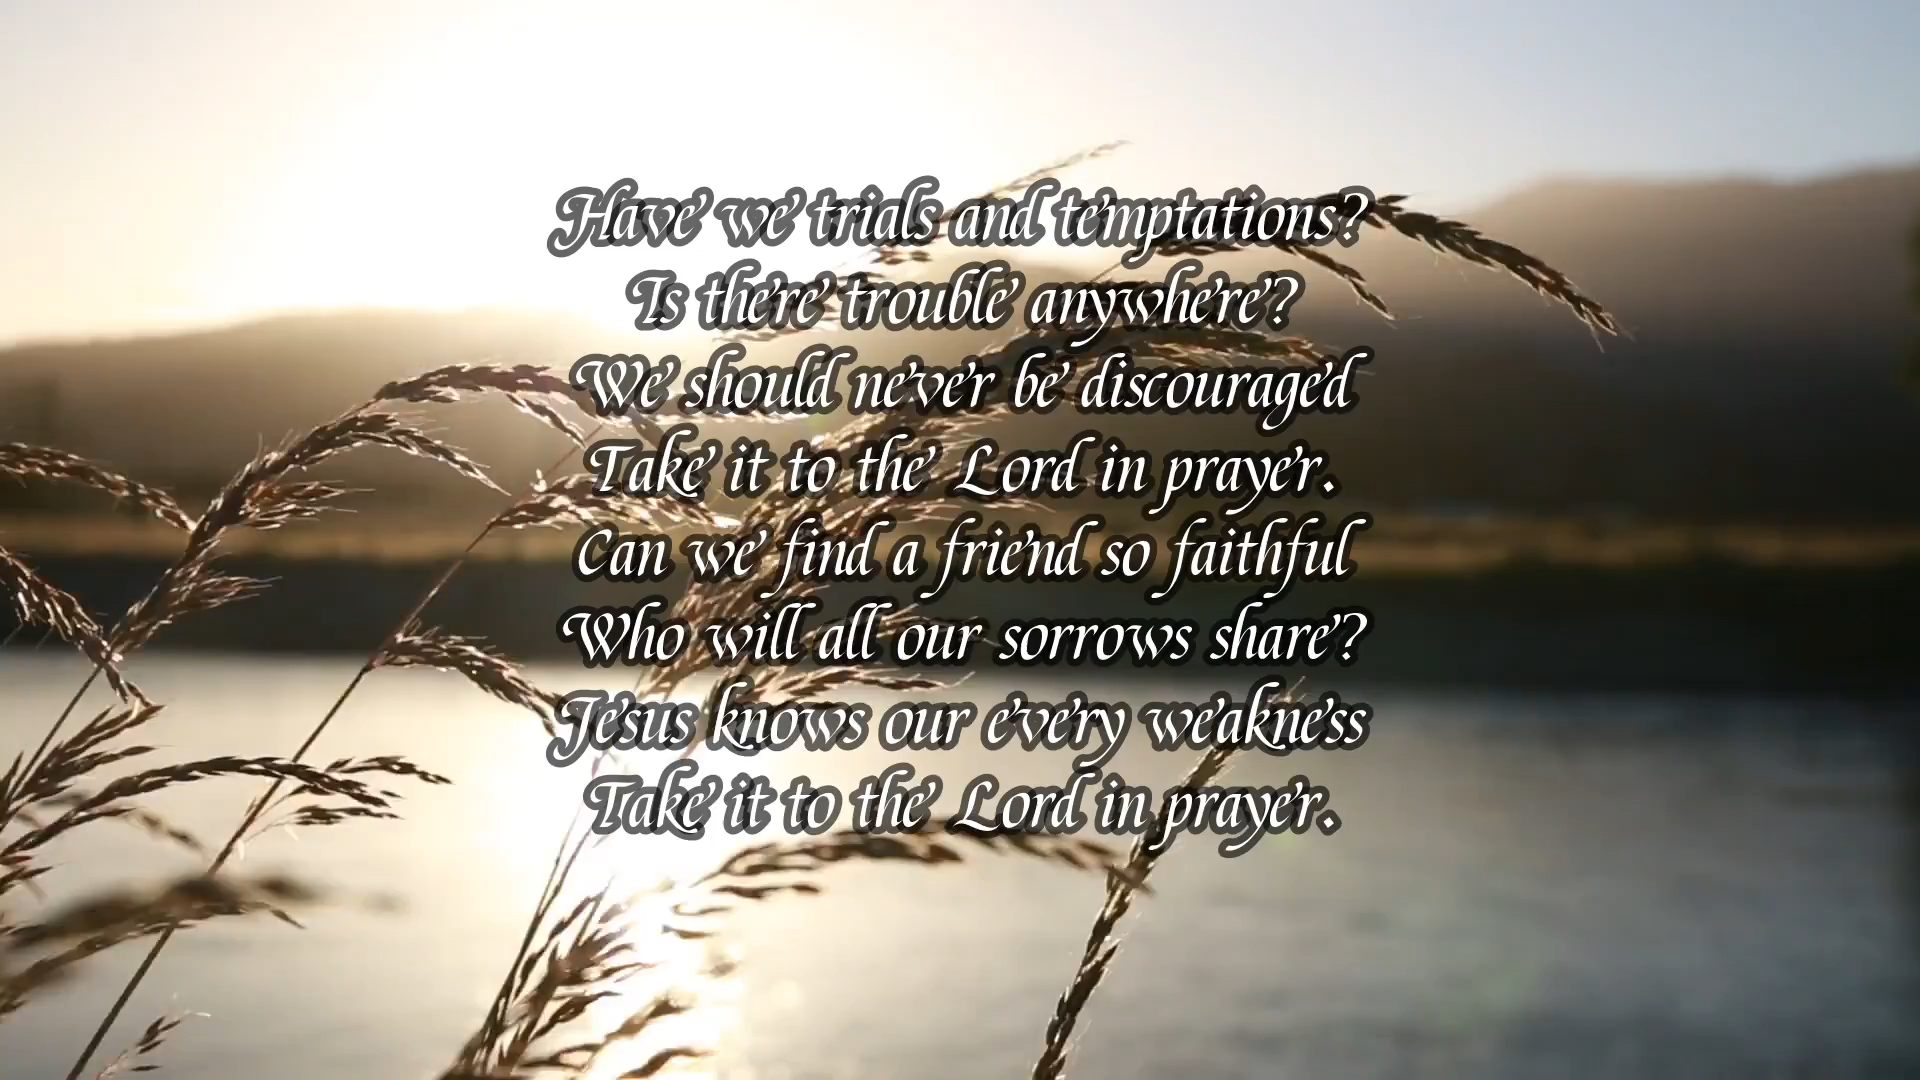 Have we trials and temptations?
Is there trouble anywhere?
We should never be discouraged
Take it to the Lord in prayer.
Can we find a friend so faithful
Who will all our sorrows share?
Jesus knows our every weakness
Take it to the Lord in prayer.